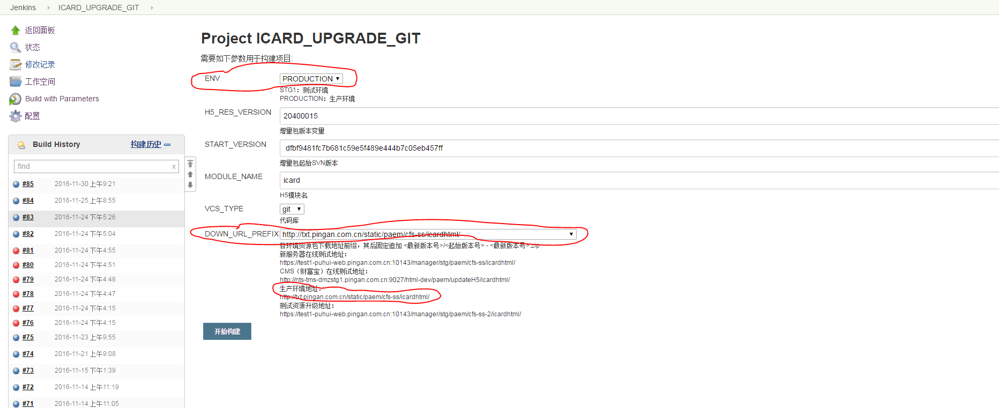 Jenkins ICARD_UPGRADE_GIT
返回面板
状态
修改记录
工作空间
Build with Parameters
配置
Build History 构建历史
find x
#85 2016-11-30 上午9:21
#84 2016-11-25 上午8:55
#83 2016-11-24 下午5:26
#82 2016-11-24 下午5:04
#81 2016-11-24 下午4:55
#80 2016-11-24 下午4:51
#79 2016-11-24 下午4:48
#78 2016-11-24 下午4:47
#77 2016-11-24 下午4:15
#76 2016-11-24 下午4:15
#75 2016-11-23 上午9:55
#74 2016-11-21 上午9:08
#73 2016-11-15 下午1:39
#72 2016-11-14 上午11:19
#71 2016-11-14 上午11:05
Project ICARD_UPGRADE_GIT
需要如下参数用于构建项目:
ENV PRODUCTION
STG1：测试环境
PRODUCTION：生产环境
H5_RES_VERSION 20400015
增量包版本变量
START_VERSION dfbf9481fc7b681c59e5f489e444b7c05eb457ff
增量包起始SVN版本
MODULE_NAME icard
H5模块名
VCS_TYPE git
代码库
DOWN_URL_PREFIX http://txt.pingan.com.cn/static/paem/cfs-ss/icardhtml/
各环境资源包下载地址前缀，其后固定追加 <最新版本号>/<起始版本号> - <最新版本号>.zip
新服务器在线测试地址：
https://test1-puhui-web.pingan.com.cn:10143/manager/stg/paem/cfs-ss/icardhtml/
CMS（财富宝）在线测试地址：
http://nts-tms-dmzstg1.pingan.com.cn:9027/html-dev/paem/updateH5/icardhtml/
生产环境地址：
http://txt.pingan.com.cn/static/paem/cfs-ss/icardhtml/
测试资源升级地址：
https://test1-puhui-web.pingan.com.cn:10143/manager/stg/paem/cfs-ss-2/icardhtml/
开始构建